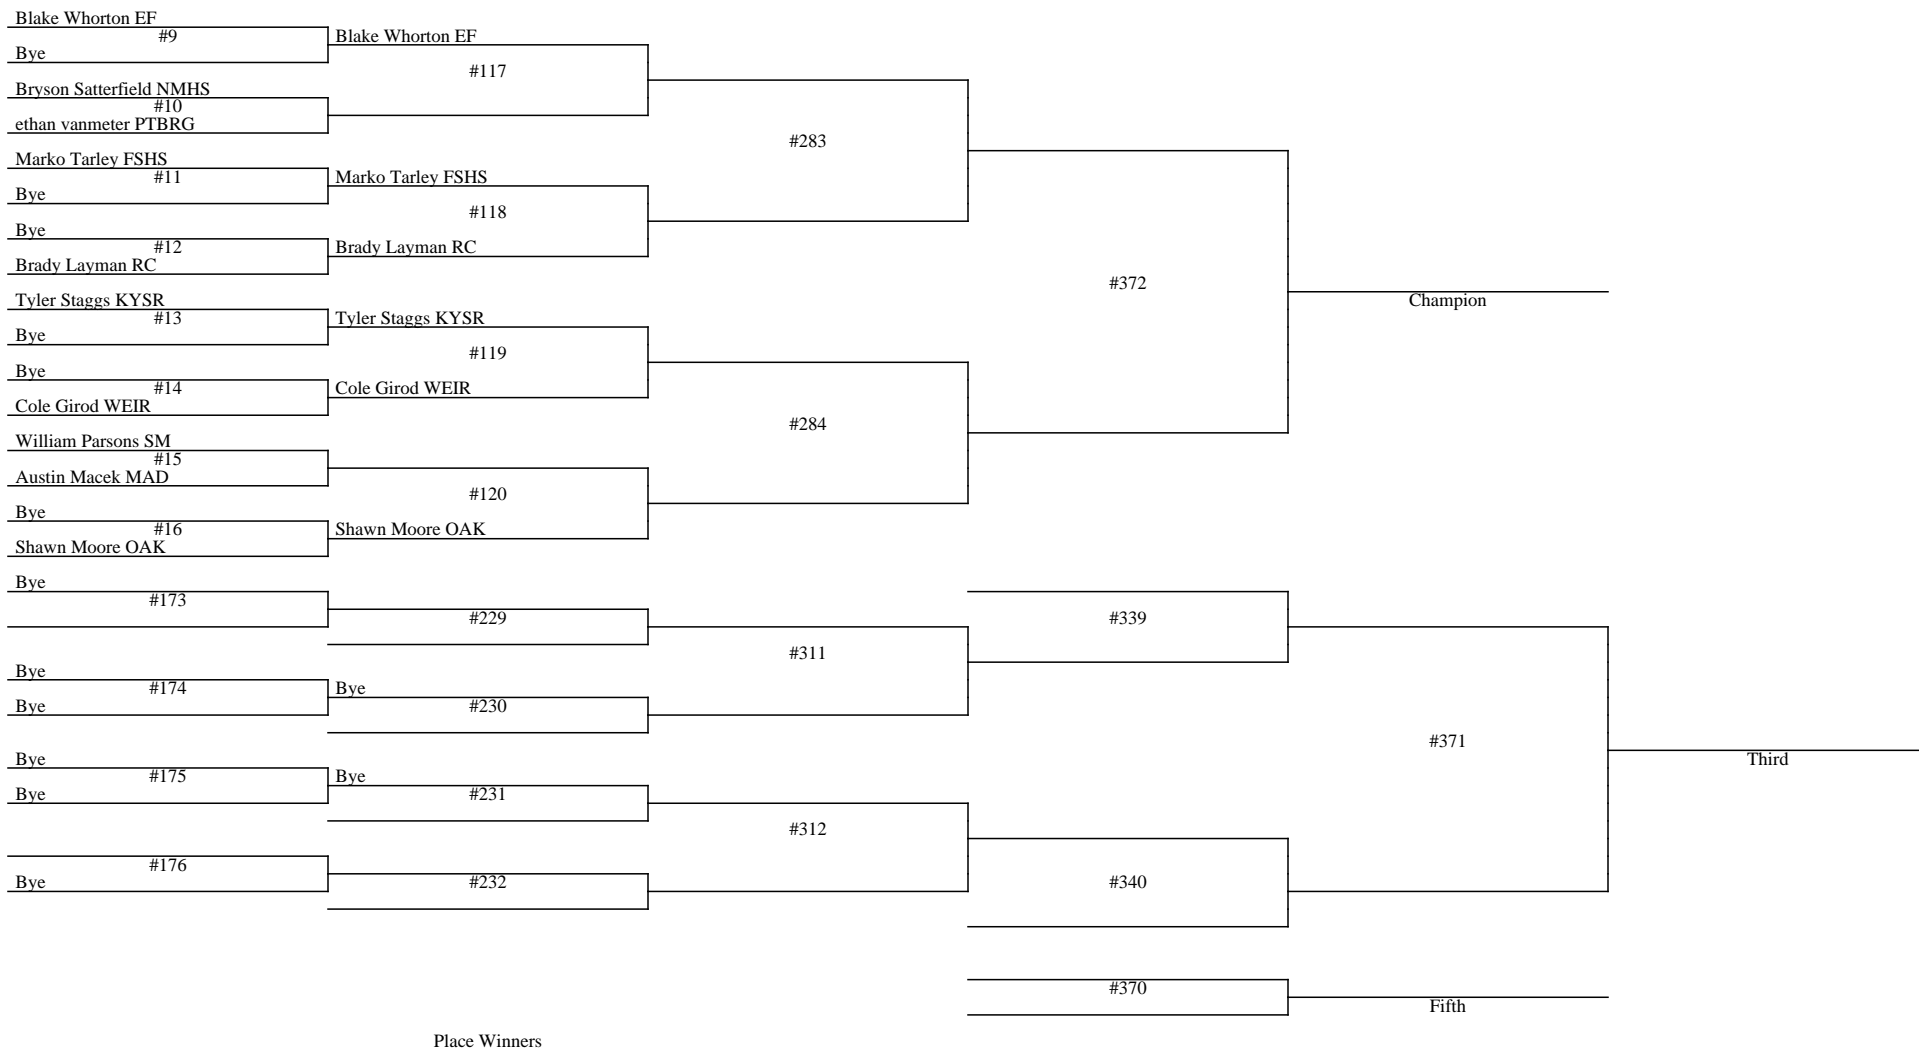 Blake Whorton EF
#9
Blake Whorton EF
Bye
#117
Bryson Satterfield NMHS
#10
ethan vanmeter PTBRG
#283
Marko Tarley FSHS
#11
Marko Tarley FSHS
Bye
#118
Bye
#12
Brady Layman RC
Brady Layman RC
#372
Champion
Tyler Staggs KYSR
#13
Tyler Staggs KYSR
Bye
#119
Bye
#14
Cole Girod WEIR
Cole Girod WEIR
#284
William Parsons SM
#15
Austin Macek MAD
#120
Bye
#16
Shawn Moore OAK
Shawn Moore OAK
Bye
#173
#229
#339
#311
Bye
#174
Bye
Bye
#230
#371
Third
Bye
#175
Bye
Bye
#231
#312
#176
Bye
#232
#340
#370
Fifth
Place Winners